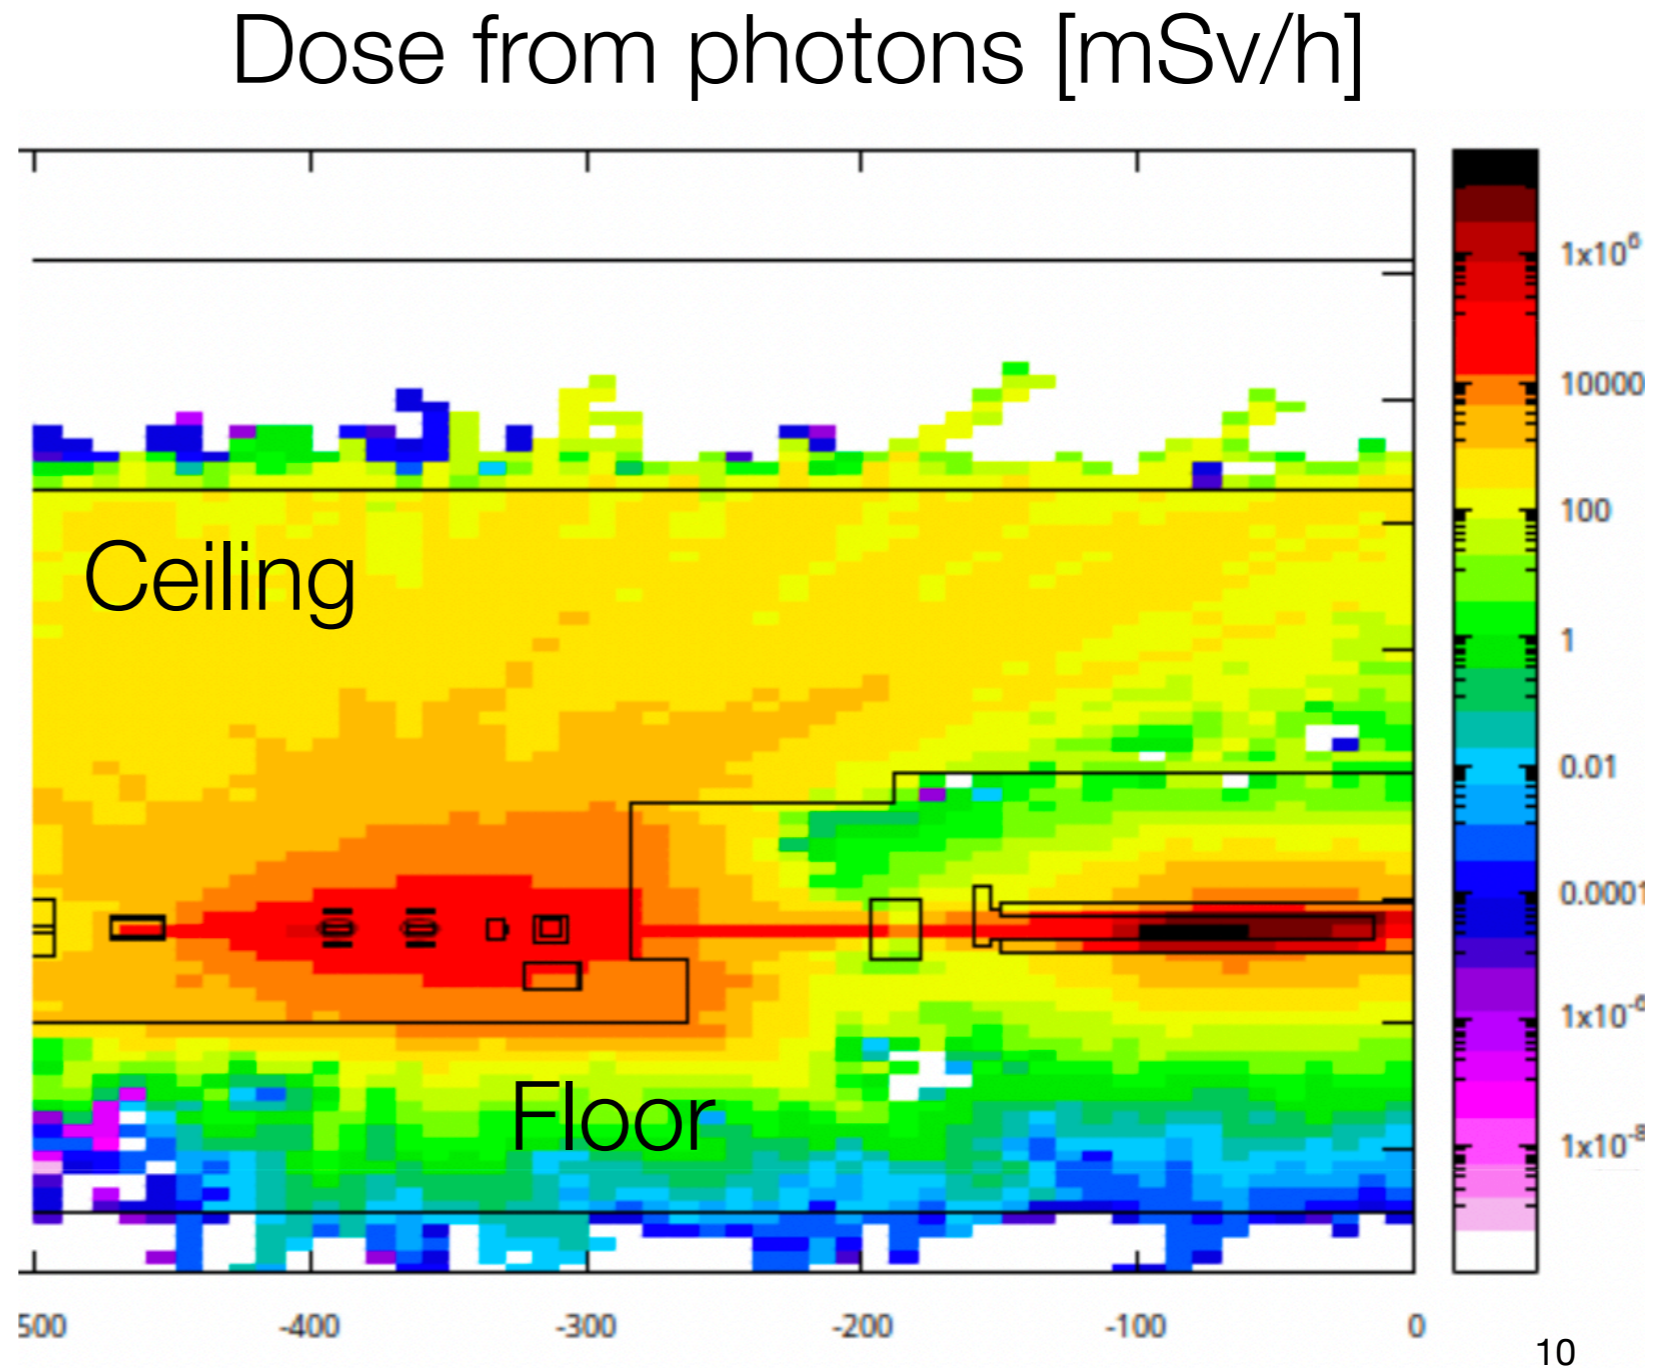 Dose from photons [mSv/h]
1x10⁶
10000
100
1
0.01
0.0001
1x10⁻⁶
1x10⁻⁸
Ceiling
Floor
500 -400 -300 -200 -100 0
10